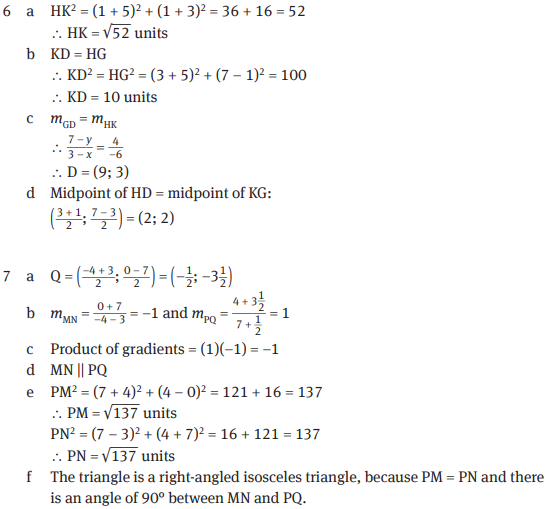 6 a HK² = (1 + 5)² + (1 + 3)² = 36 + 16 = 52
∴ HK = √52 units
b KD = HG
∴ KD² = HG² = (3 + 5)² + (7 – 1)² = 100
∴ KD = 10 units
c m_GD = m_HK
∴ (7 – y)/(3 – x) = 4/–6
∴ D = (9; 3)
d Midpoint of HD = midpoint of KG:
((3 + 1)/2; (7 – 3)/2) = (2; 2)
7 a Q = ((–4 + 3)/2; (0 – 7)/2) = (–1/2; –3 1/2)
b m_MN = (0 + 7)/(–4 – 3) = –1 and m_PQ = (4 + 3 1/2)/(7 + 1/2) = 1
c Product of gradients = (1)(–1) = –1
d MN || PQ
e PM² = (7 + 4)² + (4 – 0)² = 121 + 16 = 137
∴ PM = √137 units
PN² = (7 – 3)² + (4 + 7)² = 16 + 121 = 137
∴ PN = √137 units
f The triangle is a right-angled isosceles triangle, because PM = PN and there
is an angle of 90° between MN and PQ.